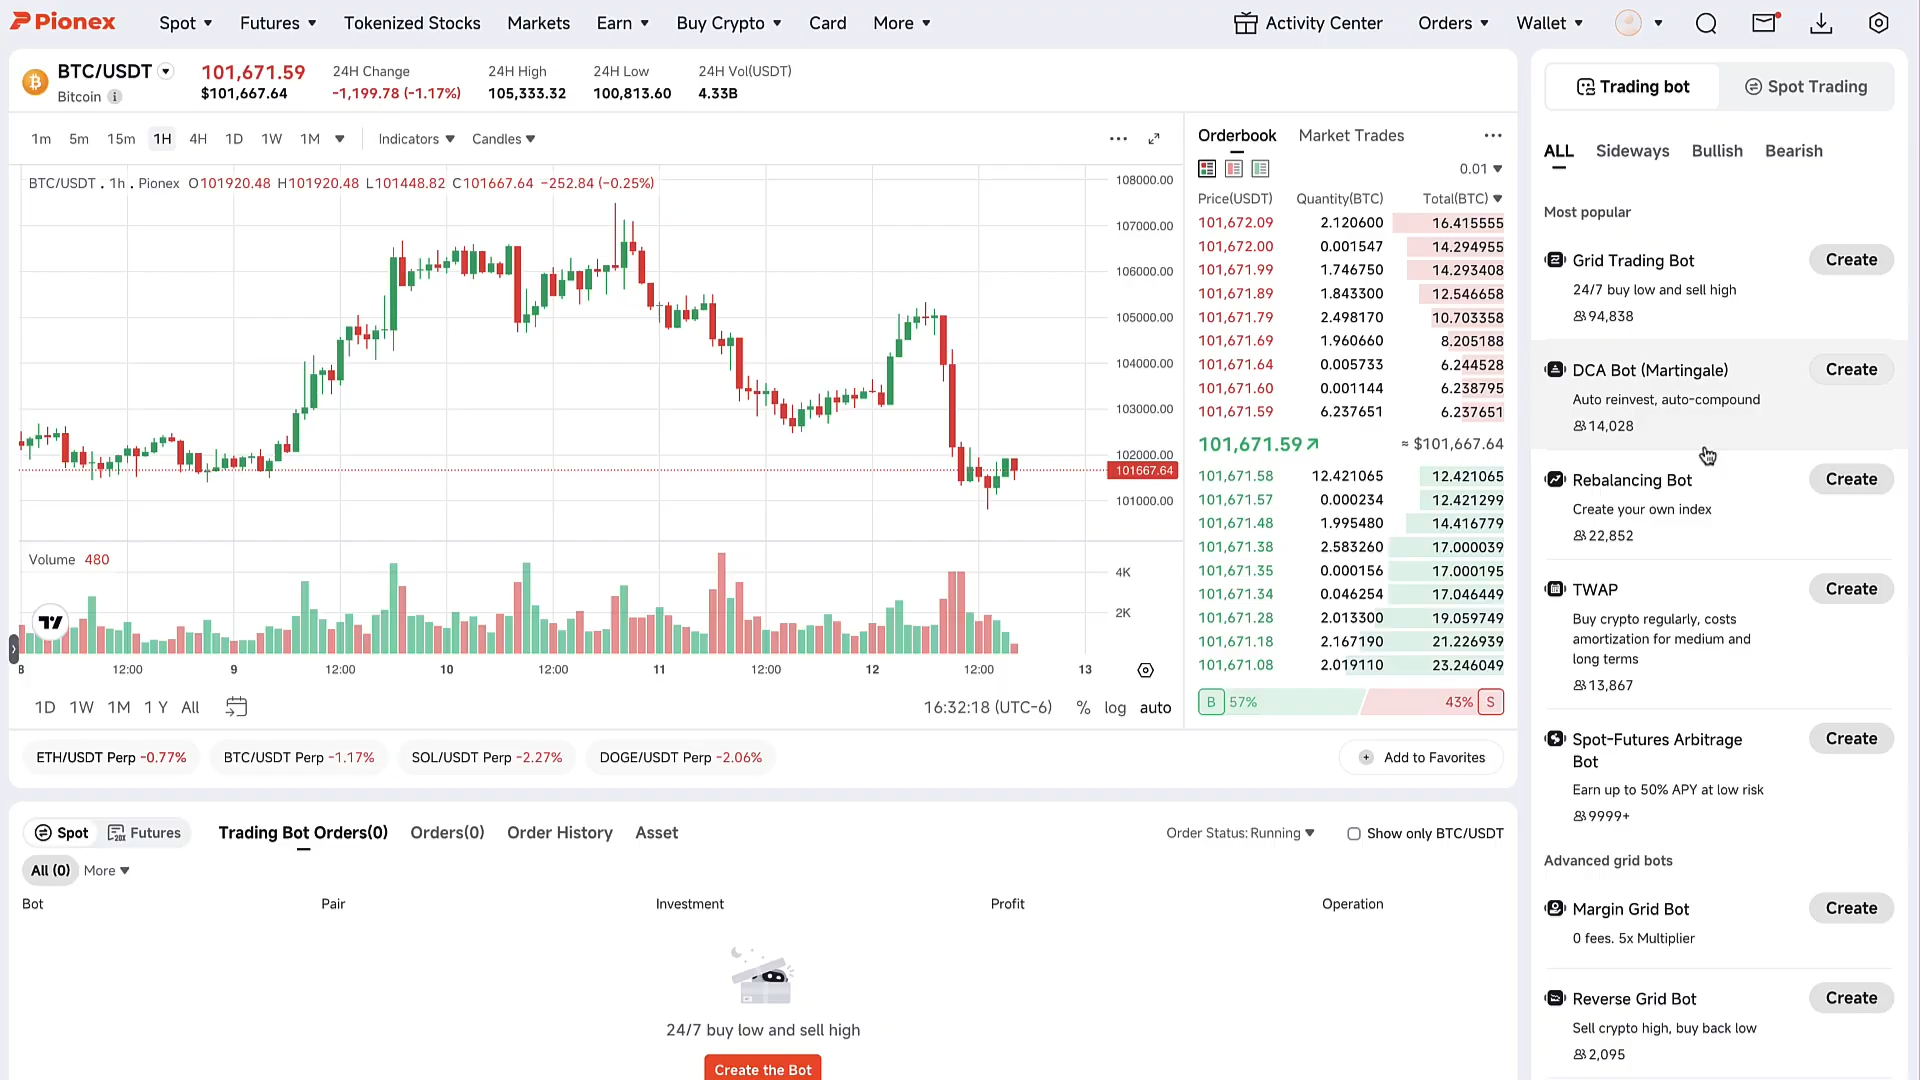 Pionex
Spot
Futures
Tokenized Stocks
Markets
Earn
Buy Crypto
Card
More
Activity Center
Orders
Wallet
BTC/USDT
Bitcoin
101,671.59
$101,667.64
24H Change
-1,199.78 (-1.17%)
24H High
105,333.32
24H Low
100,813.60
24H Vol(USDT)
4.33B
1m 5m 15m 1H 4H 1D 1W 1M
Indicators
Candles
BTC/USDT . 1h . Pionex O101920.48 H101920.48 L101448.82 C101667.64 −252.84 (−0.25%)
108000.00
107000.00
106000.00
105000.00
104000.00
103000.00
102000.00
101667.64
101000.00
Volume 480
4K
2K
8 12:00 9 12:00 10 12:00 11 12:00 12 12:00 13
1D 1W 1M 1 Y All
16:32:18 (UTC-6) % log auto
Orderbook
Market Trades
0.01
Price(USDT) Quantity(BTC) Total(BTC)
101,672.09 2.120600 16.415555
101,672.00 0.001547 14.294955
101,671.99 1.746750 14.293408
101,671.89 1.843300 12.546658
101,671.79 2.498170 10.703358
101,671.69 1.960660 8.205188
101,671.64 0.005733 6.244528
101,671.60 0.001144 6.238795
101,671.59 6.237651 6.237651
101,671.59 ≈ $101,667.64
101,671.58 12.421065 12.421065
101,671.57 0.000234 12.421299
101,671.48 1.995480 14.416779
101,671.38 2.583260 17.000039
101,671.35 0.000156 17.000195
101,671.34 0.046254 17.046449
101,671.28 2.013300 19.059749
101,671.18 2.167190 21.226939
101,671.08 2.019110 23.246049
B 57% 43% S
ETH/USDT Perp -0.77%
BTC/USDT Perp -1.17%
SOL/USDT Perp -2.27%
DOGE/USDT Perp -2.06%
Add to Favorites
Spot
20X Futures
Trading Bot Orders(0)
Orders(0)
Order History
Asset
Order Status: Running
Show only BTC/USDT
All (0)
More
Bot Pair Investment Profit Operation
24/7 buy low and sell high
Create the Bot
Trading bot
Spot Trading
ALL
Sideways
Bullish
Bearish
Most popular
Grid Trading Bot
Create
24/7 buy low and sell high
94,838
DCA Bot (Martingale)
Create
Auto reinvest, auto-compound
14,028
Rebalancing Bot
Create
Create your own index
22,852
TWAP
Create
Buy crypto regularly, costs
amortization for medium and
long terms
13,867
Spot-Futures Arbitrage
Bot
Create
Earn up to 50% APY at low risk
9999+
Advanced grid bots
Margin Grid Bot
Create
0 fees. 5x Multiplier
Reverse Grid Bot
Create
Sell crypto high, buy back low
2,095